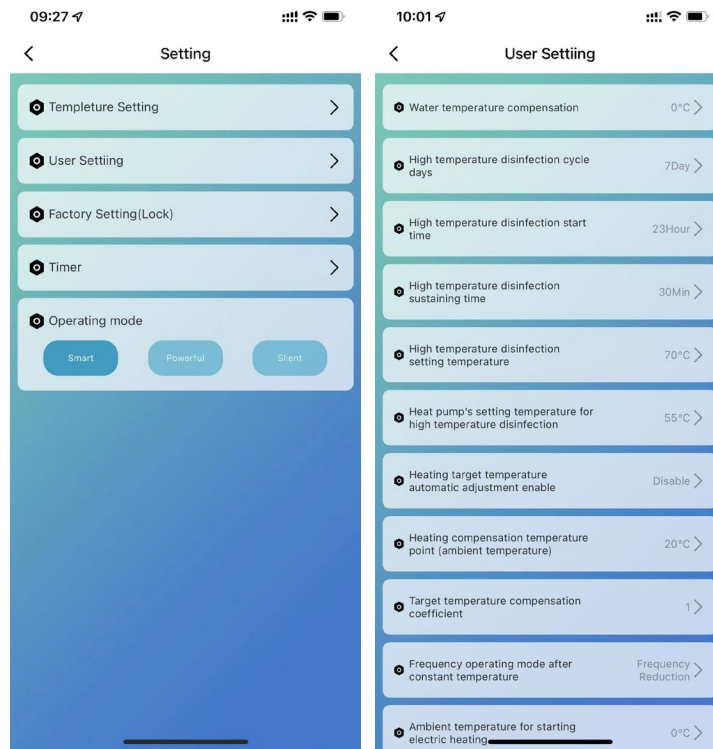 09:27
Setting
Templeture Setting
User Settiing
Factory Setting(Lock)
Timer
Operating mode
Smart
Powerful
Slient
10:01
User Settiing
Water temperature compensation
0°C
High temperature disinfection cycle
days
7Day
High temperature disinfection start
time
23Hour
High temperature disinfection
sustaining time
30Min
High temperature disinfection
setting temperature
70°C
Heat pump's setting temperature for
high temperature disinfection
55°C
Heating target temperature
automatic adjustment enable
Disable
Heating compensation temperature
point (ambient temperature)
20°C
Target temperature compensation
coefficient
1
Frequency operating mode after
constant temperature
Frequency
Reduction
Ambient temperature for starting
electric heating
0°C